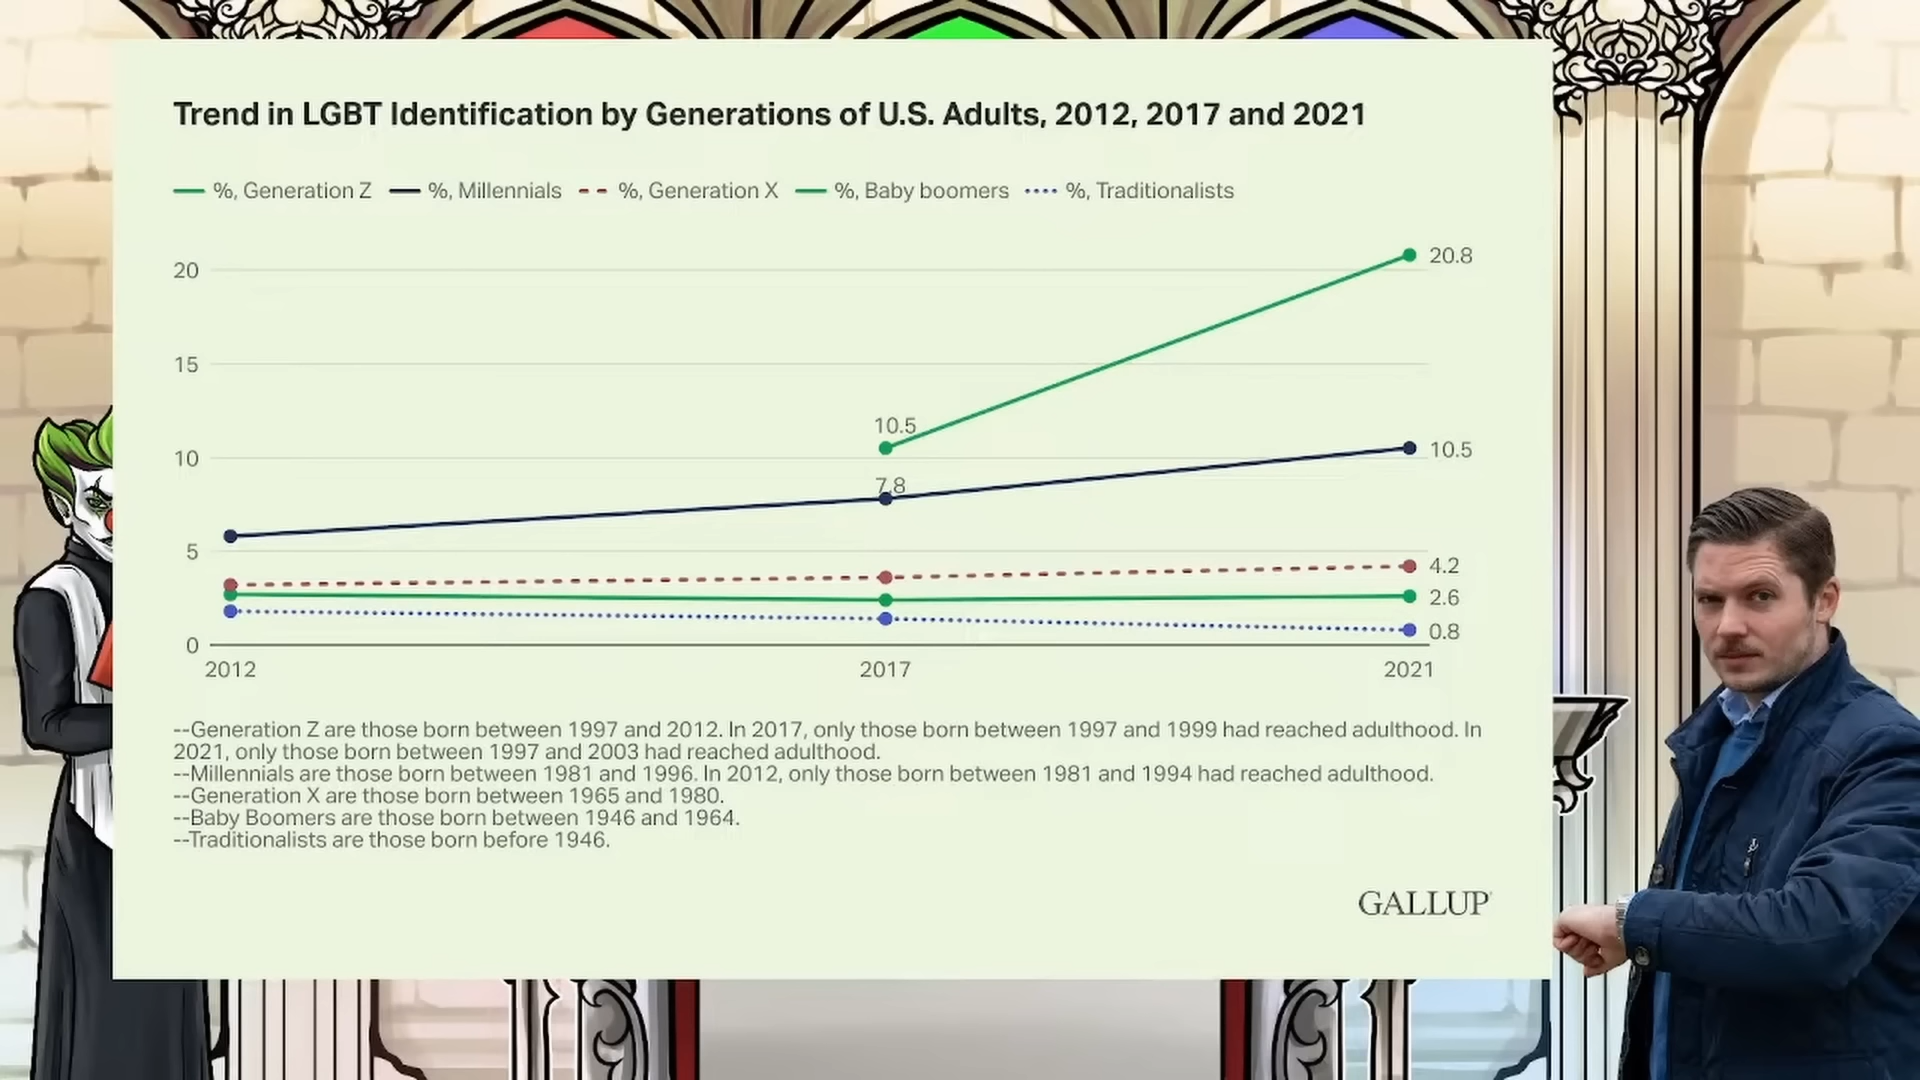 Trend in LGBT Identification by Generations of U.S. Adults, 2012, 2017 and 2021
%, Generation Z %, Millennials %, Generation X %, Baby boomers %, Traditionalists
20.8
20
15
10.5
10
10.5
7.8
5
4.2
2.6
0.8
0
2012 2017 2021
--Generation Z are those born between 1997 and 2012. In 2017, only those born between 1997 and 1999 had reached adulthood. In
2021, only those born between 1997 and 2003 had reached adulthood.
--Millennials are those born between 1981 and 1996. In 2012, only those born between 1981 and 1994 had reached adulthood.
--Generation X are those born between 1965 and 1980.
--Baby Boomers are those born between 1946 and 1964.
--Traditionalists are those born before 1946.
GALLUP